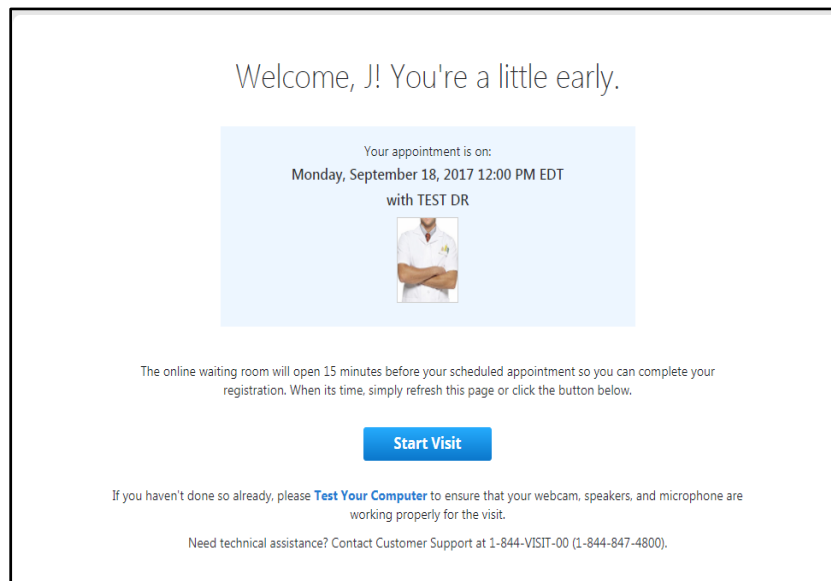 Welcome, J! You're a little early.
Your appointment is on:
Monday, September 18, 2017 12:00 PM EDT
with TEST DR
The online waiting room will open 15 minutes before your scheduled appointment so you can complete your
registration. When its time, simply refresh this page or click the button below.
Start Visit
If you haven't done so already, please Test Your Computer to ensure that your webcam, speakers, and microphone are
working properly for the visit.
Need technical assistance? Contact Customer Support at 1-844-VISIT-00 (1-844-847-4800).